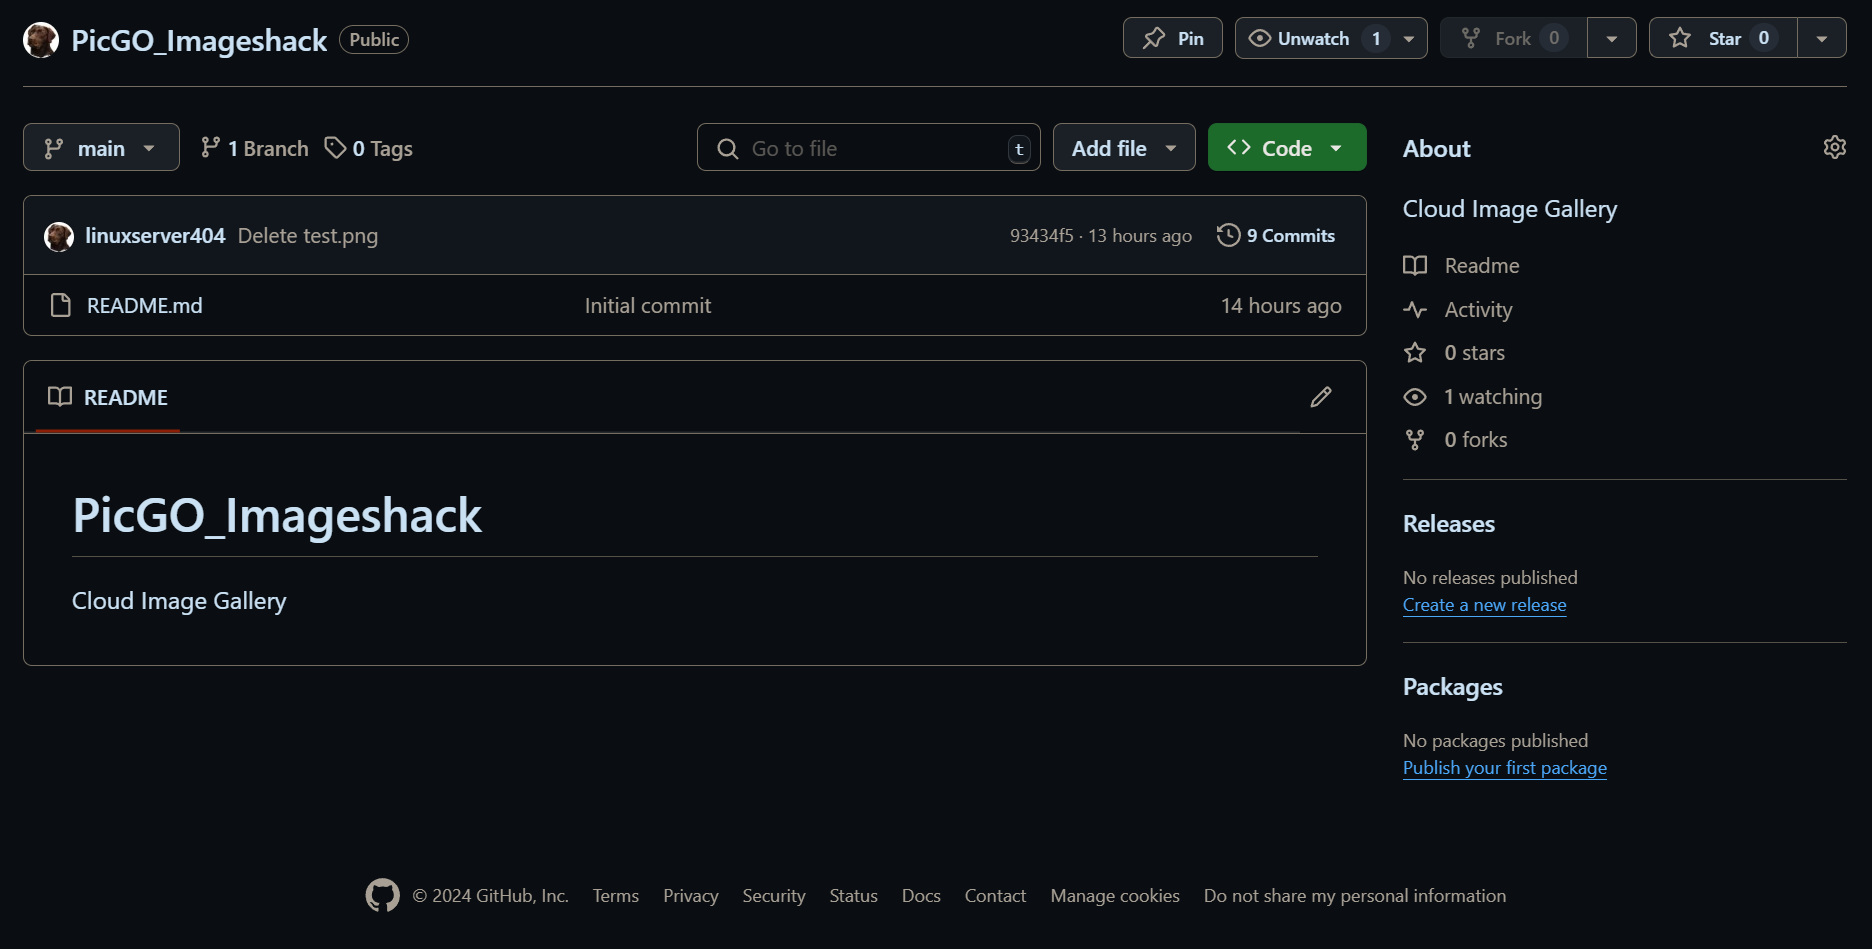 PicGO_Imageshack Public Pin Unwatch 1 Fork 0 Star 0
main 1 Branch 0 Tags Go to file t Add file Code
linuxserver404 Delete test.png 93434f5 · 13 hours ago 9 Commits
README.md Initial commit 14 hours ago
README
PicGO_Imageshack
Cloud Image Gallery
About
Cloud Image Gallery
Readme
Activity
0 stars
1 watching
0 forks
Releases
No releases published
Create a new release
Packages
No packages published
Publish your first package
© 2024 GitHub, Inc. Terms Privacy Security Status Docs Contact Manage cookies Do not share my personal information